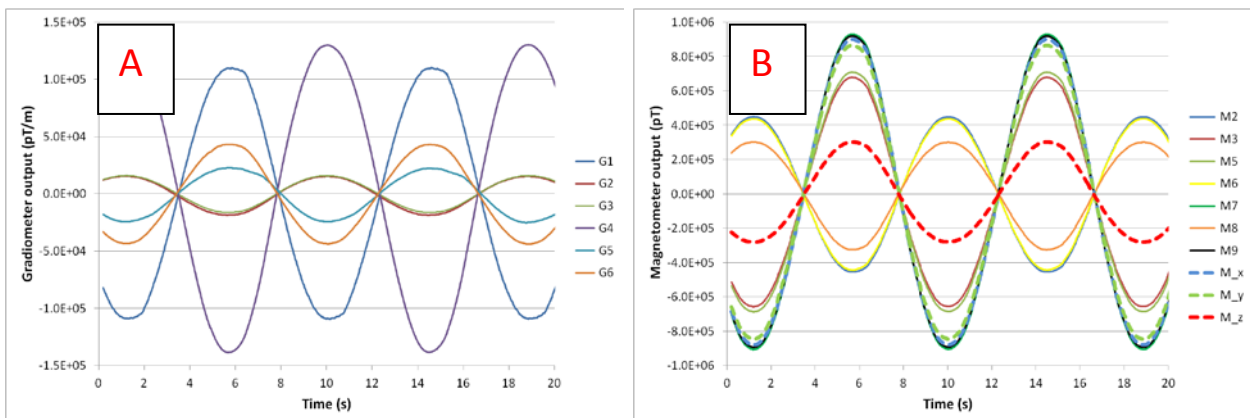 A
Gradiometer output (pT/m)
1.5E+05
1.0E+05
5.0E+04
0.0E+00
-5.0E+04
-1.0E+05
-1.5E+05
0 2 4 6 8 10 12 14 16 18 20
Time (s)
G1
G2
G3
G4
G5
G6
B
Magnetometer output (pT)
1.0E+06
8.0E+05
6.0E+05
4.0E+05
2.0E+05
0.0E+00
-2.0E+05
-4.0E+05
-6.0E+05
-8.0E+05
-1.0E+06
0 2 4 6 8 10 12 14 16 18 20
Time (s)
M2
M3
M5
M6
M7
M8
M9
M_x
M_y
M_z